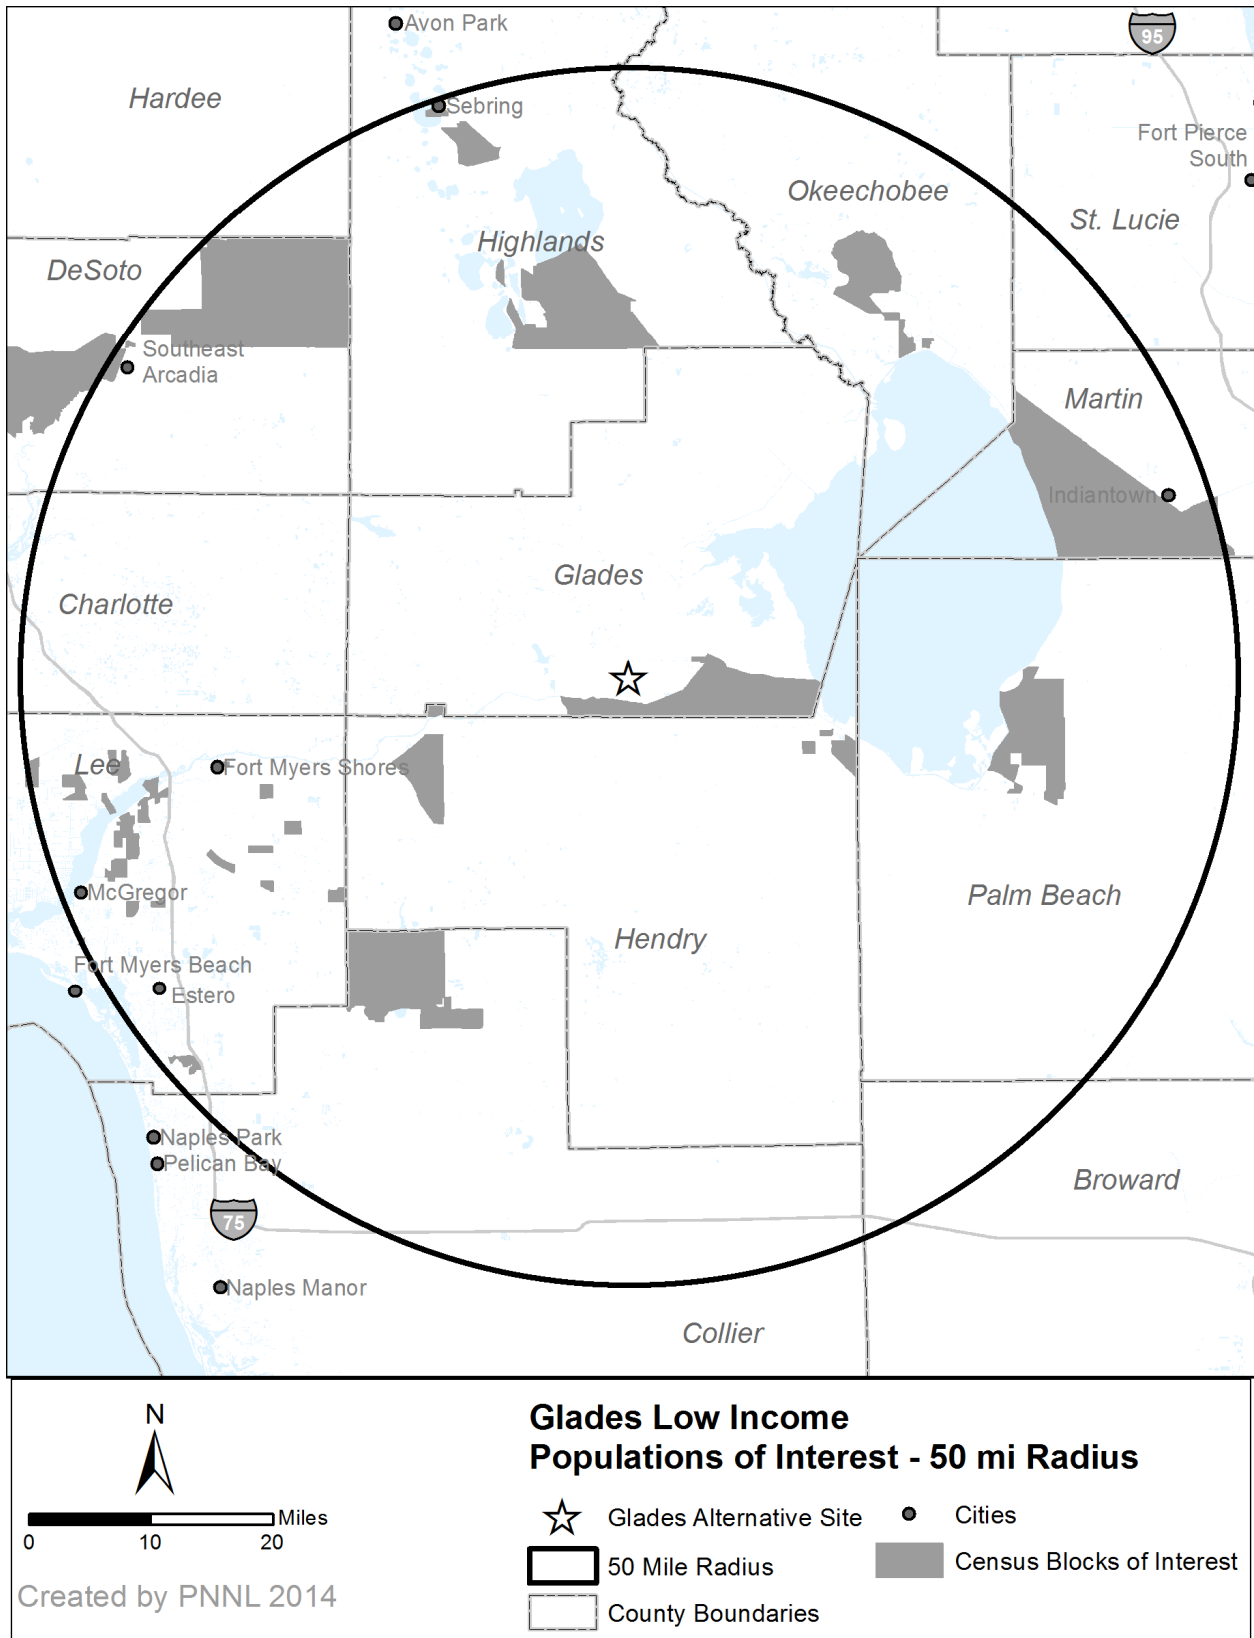 Avon Park
95
Hardee
Sebring
Fort Pierce
South
Okeechobee
St. Lucie
Highlands
DeSoto
Southeast
Arcadia
Martin
Indiantown
Glades
Charlotte
Lee
Fort Myers Shores
McGregor
Palm Beach
Hendry
Fort Myers Beach
Estero
Naples Park
Pelican Bay
Broward
75
Naples Manor
Collier
N
Miles
0 10 20
Created by PNNL 2014
Glades Low Income
Populations of Interest - 50 mi Radius
Glades Alternative Site
Cities
50 Mile Radius
Census Blocks of Interest
County Boundaries